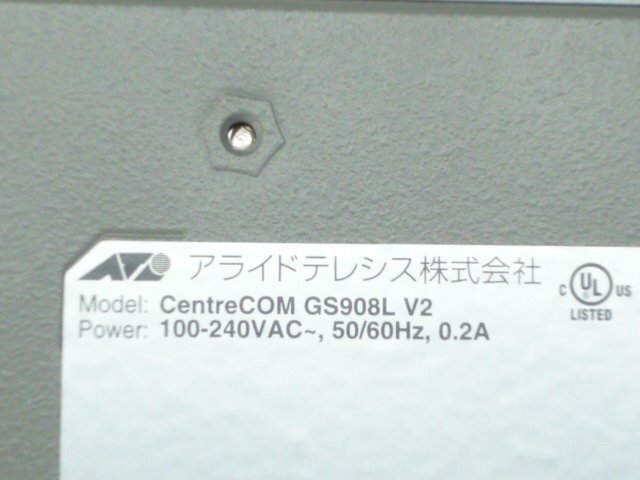 アライドテレシス株式会社
Model: CentreCOM GS908L V2
Power: 100-240VAC~, 50/60Hz, 0.2A
C UL US
LISTED